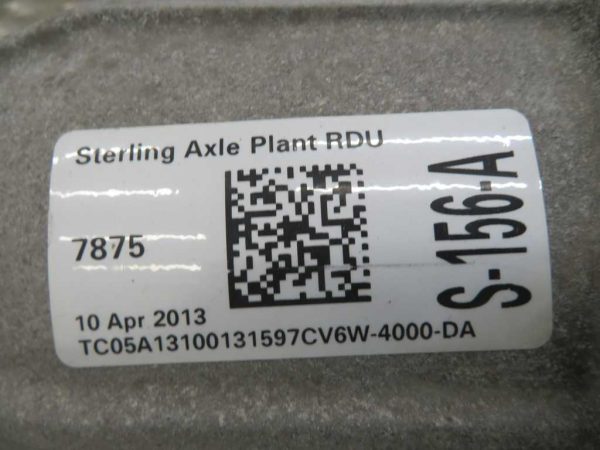 Sterling Axle Plant RDU
7875
S-156-A
10 Apr 2013
TC05A13100131597CV6W-4000-DA